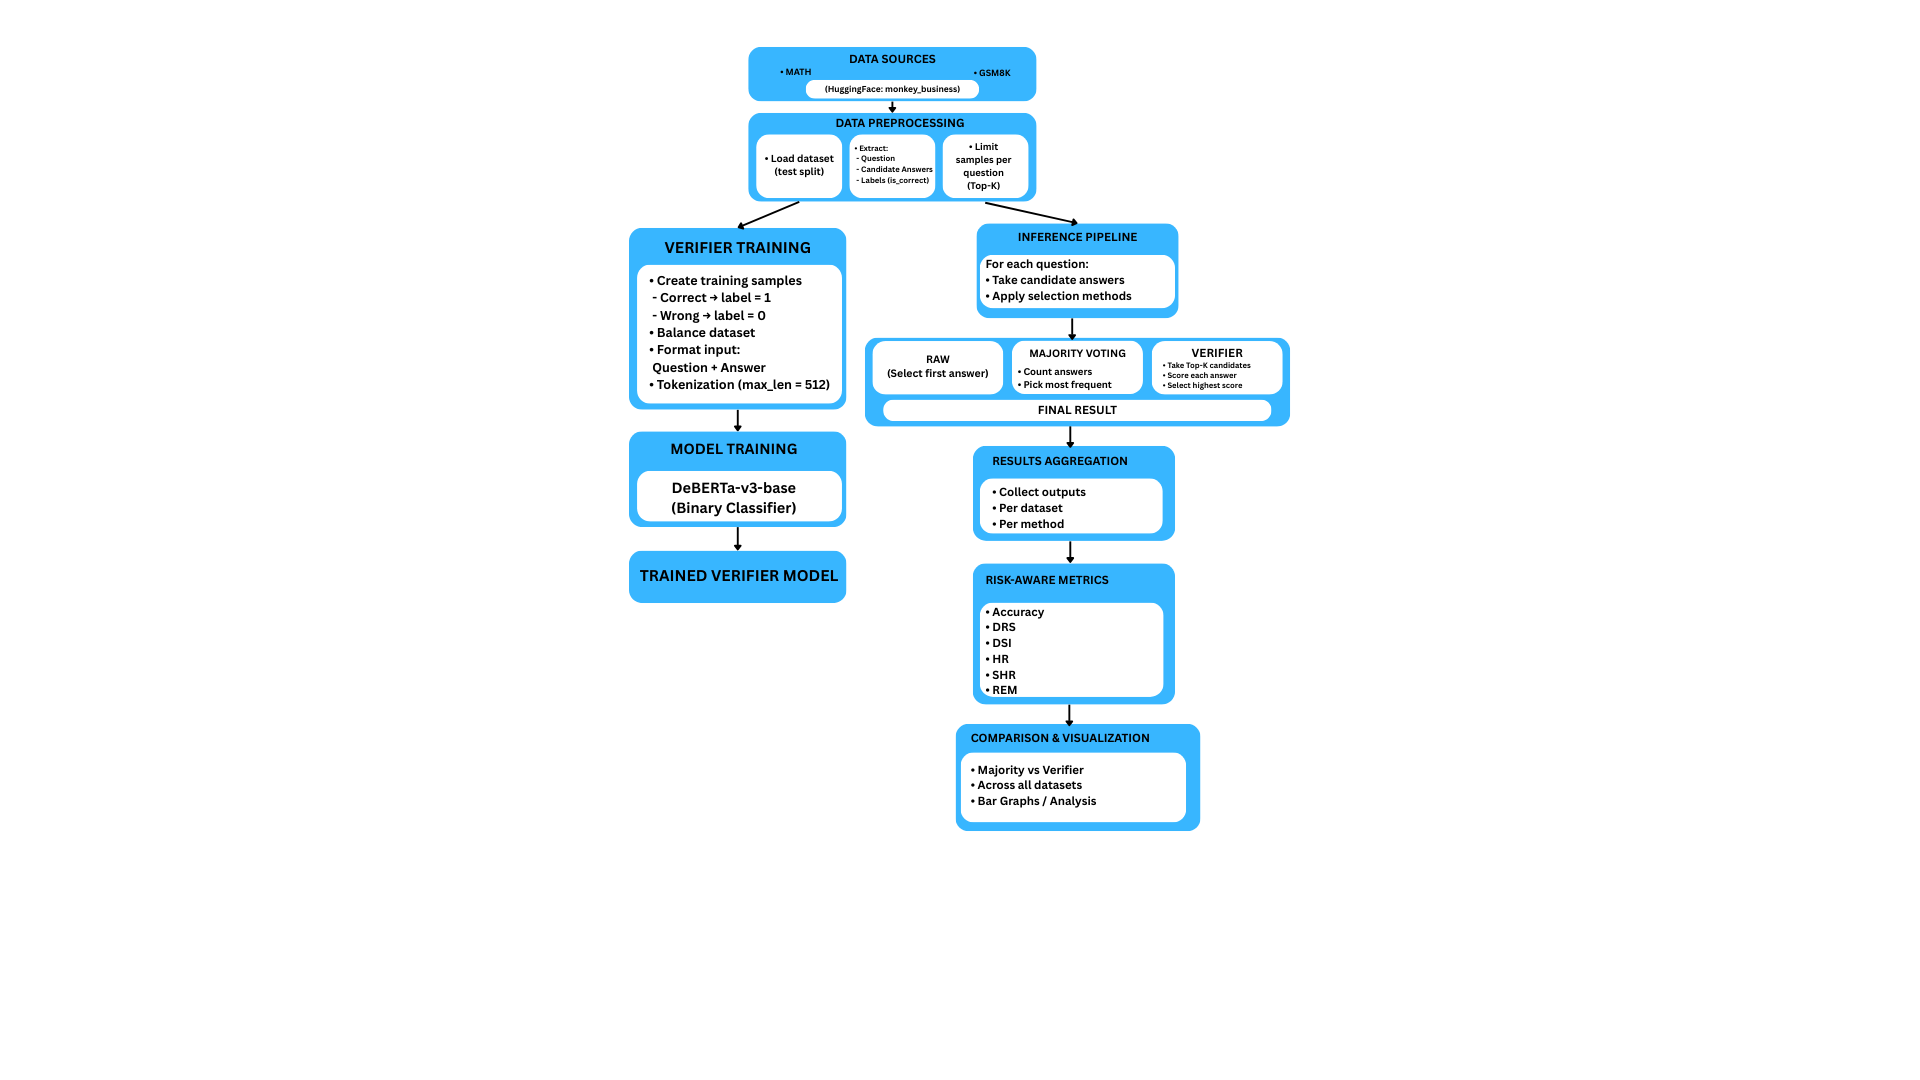 DATA SOURCES
• MATH
• GSM8K
(HuggingFace: monkey_business)
DATA PREPROCESSING
• Load dataset
(test split)
• Extract:
- Question
- Candidate Answers
- Labels (is_correct)
• Limit
samples per
question
(Top-K)
VERIFIER TRAINING
• Create training samples
- Correct → label = 1
- Wrong → label = 0
• Balance dataset
• Format input:
Question + Answer
• Tokenization (max_len = 512)
MODEL TRAINING
DeBERTa-v3-base
(Binary Classifier)
TRAINED VERIFIER MODEL
INFERENCE PIPELINE
For each question:
• Take candidate answers
• Apply selection methods
RAW
(Select first answer)
MAJORITY VOTING
• Count answers
• Pick most frequent
VERIFIER
• Take Top-K candidates
• Score each answer
• Select highest score
FINAL RESULT
RESULTS AGGREGATION
• Collect outputs
• Per dataset
• Per method
RISK-AWARE METRICS
• Accuracy
• DRS
• DSI
• HR
• SHR
• REM
COMPARISON & VISUALIZATION
• Majority vs Verifier
• Across all datasets
• Bar Graphs / Analysis